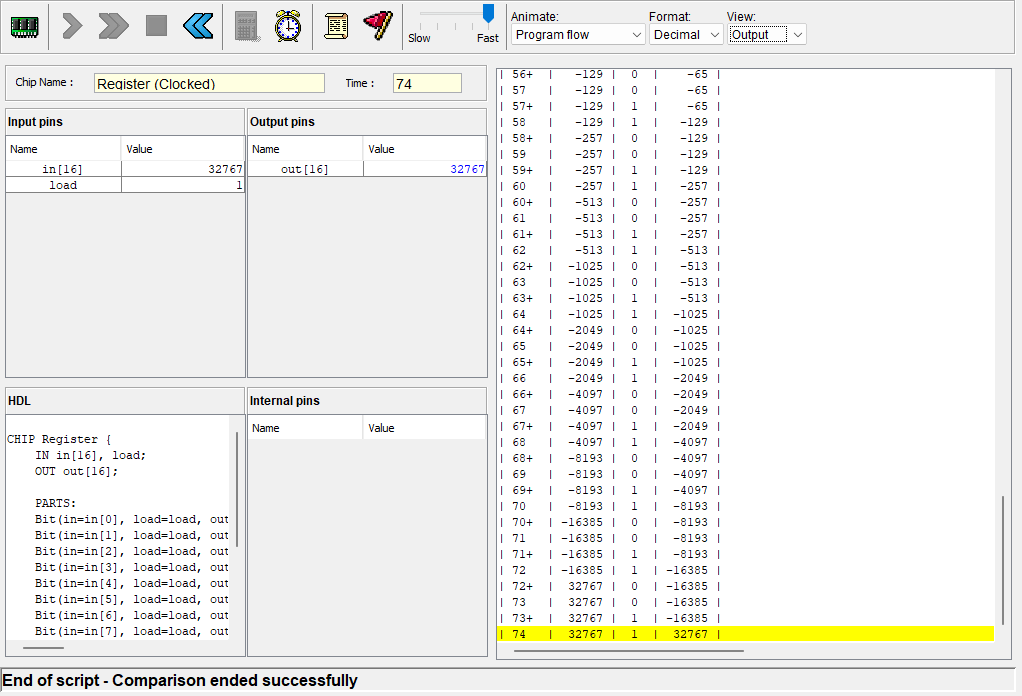 Slow
Fast
Animate:
Program flow
Format:
Decimal
View:
Output
Chip Name :
Register (Clocked)
Time :
74
Input pins
Name Value
in[16] 32767
load 1
Output pins
Name Value
out[16] 32767
HDL
CHIP Register {
IN in[16], load;
OUT out[16];
PARTS:
Bit(in=in[0], load=load, out
Bit(in=in[1], load=load, out
Bit(in=in[2], load=load, out
Bit(in=in[3], load=load, out
Bit(in=in[4], load=load, out
Bit(in=in[5], load=load, out
Bit(in=in[6], load=load, out
Bit(in=in[7], load=load, out
Internal pins
Name Value
| 56+ | -129 | 0 | -65 |
| 57 | -129 | 0 | -65 |
| 57+ | -129 | 1 | -65 |
| 58 | -129 | 1 | -129 |
| 58+ | -257 | 0 | -129 |
| 59 | -257 | 0 | -129 |
| 59+ | -257 | 1 | -129 |
| 60 | -257 | 1 | -257 |
| 60+ | -513 | 0 | -257 |
| 61 | -513 | 0 | -257 |
| 61+ | -513 | 1 | -257 |
| 62 | -513 | 1 | -513 |
| 62+ | -1025 | 0 | -513 |
| 63 | -1025 | 0 | -513 |
| 63+ | -1025 | 1 | -513 |
| 64 | -1025 | 1 | -1025 |
| 64+ | -2049 | 0 | -1025 |
| 65 | -2049 | 0 | -1025 |
| 65+ | -2049 | 1 | -1025 |
| 66 | -2049 | 1 | -2049 |
| 66+ | -4097 | 0 | -2049 |
| 67 | -4097 | 0 | -2049 |
| 67+ | -4097 | 1 | -2049 |
| 68 | -4097 | 1 | -4097 |
| 68+ | -8193 | 0 | -4097 |
| 69 | -8193 | 0 | -4097 |
| 69+ | -8193 | 1 | -4097 |
| 70 | -8193 | 1 | -8193 |
| 70+ | -16385 | 0 | -8193 |
| 71 | -16385 | 0 | -8193 |
| 71+ | -16385 | 1 | -8193 |
| 72 | -16385 | 1 | -16385 |
| 72+ | 32767 | 0 | -16385 |
| 73 | 32767 | 0 | -16385 |
| 73+ | 32767 | 1 | -16385 |
| 74 | 32767 | 1 | 32767 |
End of script - Comparison ended successfully